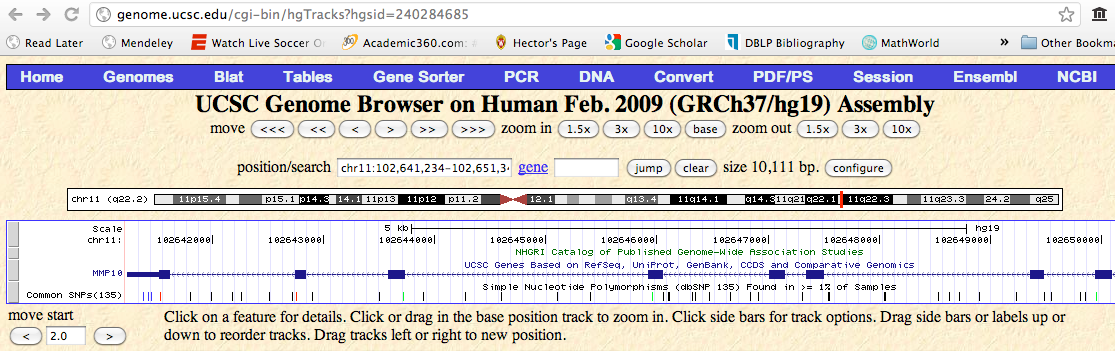 genome.ucsc.edu/cgi-bin/hgTracks?hgsid=240284685
Read Later Mendeley Watch Live Soccer Academic360.com: Hector's Page Google Scholar DBLP Bibliography MathWorld » Other Bookma
Home Genomes Blat Tables Gene Sorter PCR DNA Convert PDF/PS Session Ensembl NCBI
UCSC Genome Browser on Human Feb. 2009 (GRCh37/hg19) Assembly
move <<< << < > >> >>> zoom in 1.5x 3x 10x base zoom out 1.5x 3x 10x
position/search chr11:102,641,234-102,651,3 gene jump clear size 10,111 bp. configure
chr11 (q22.2) 11p15.4 p15.1 p14.3 14.1 11p13 11p12 p11.2 12.1 q13.4 11q14.1 q14.3 11q21 q22.1 11q22.3 11q23.3 24.2 q25
Scale 5 kb hg19
chr11: 102642000| 102643000| 102644000| 102645000| 102646000| 102647000| 102648000| 102649000| 102650000|
NHGRI Catalog of Published Genome-Wide Association Studies
UCSC Genes Based on RefSeq, UniProt, GenBank, CCDS and Comparative Genomics
MMP10
Simple Nucleotide Polymorphisms (dbSNP 135) Found in >= 1% of Samples
Common SNPs(135)
move start
< 2.0 >
Click on a feature for details. Click or drag in the base position track to zoom in. Click side bars for track options. Drag side bars or labels up or
down to reorder tracks. Drag tracks left or right to new position.